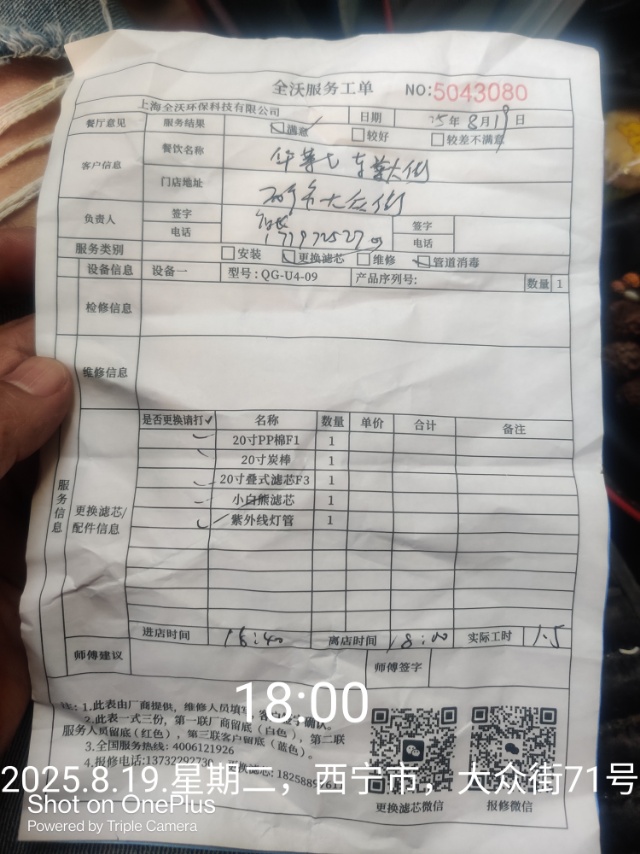 全沃服务工单 NO:5043080
上海全沃环保科技有限公司
日期 25年8月19日
餐厅意见 服务结果 满意 较好 较差不满意
客户信息 餐饮名称
门店地址 大众街
负责人 签字 签字
电话 电话
服务类别 安装 更换滤芯 维修 管道消毒
设备信息 设备一 型号:QG-U4-09 产品序列号: 数量 1
检修信息
维修信息
服务信息 更换滤芯/配件信息
是否更换请打✓ 名称 数量 单价 合计 备注
20寸PP棉F1 1
20寸炭棒 1
20寸叠式滤芯F3 1
小白熊滤芯 1
紫外线灯管 1
进店时间 16:40 离店时间 18:00 实际工时 1.5
师傅建议 师傅签字
18:00
注:1.此表由厂商提供,维修人员填写,客户签字确认。
2.此表一式三份,第一联厂商留底(白色),第二联
服务人员留底(红色),第三联客户留底(蓝色)。
3.全国服务热线:4006121926
4.报修电话:13732292730
更换滤芯微信 报修微信
2025.8.19.星期二，西宁市，大众街71号
Shot on OnePlus
Powered by Triple Camera